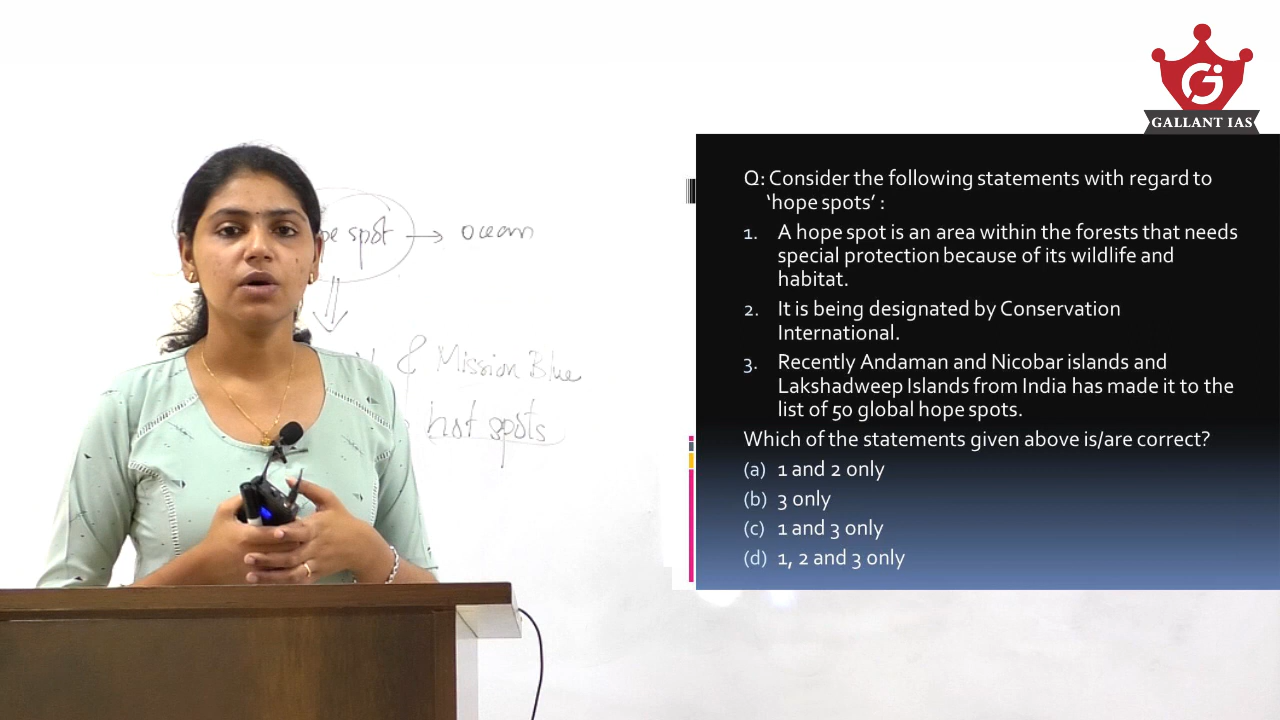 GALLANT IAS
spot → ocean
& Mission Blue
hot spots
Q: Consider the following statements with regard to
‘hope spots’ :
1. A hope spot is an area within the forests that needs
special protection because of its wildlife and
habitat.
2. It is being designated by Conservation
International.
3. Recently Andaman and Nicobar islands and
Lakshadweep Islands from India has made it to the
list of 50 global hope spots.
Which of the statements given above is/are correct?
(a) 1 and 2 only
(b) 3 only
(c) 1 and 3 only
(d) 1, 2 and 3 only